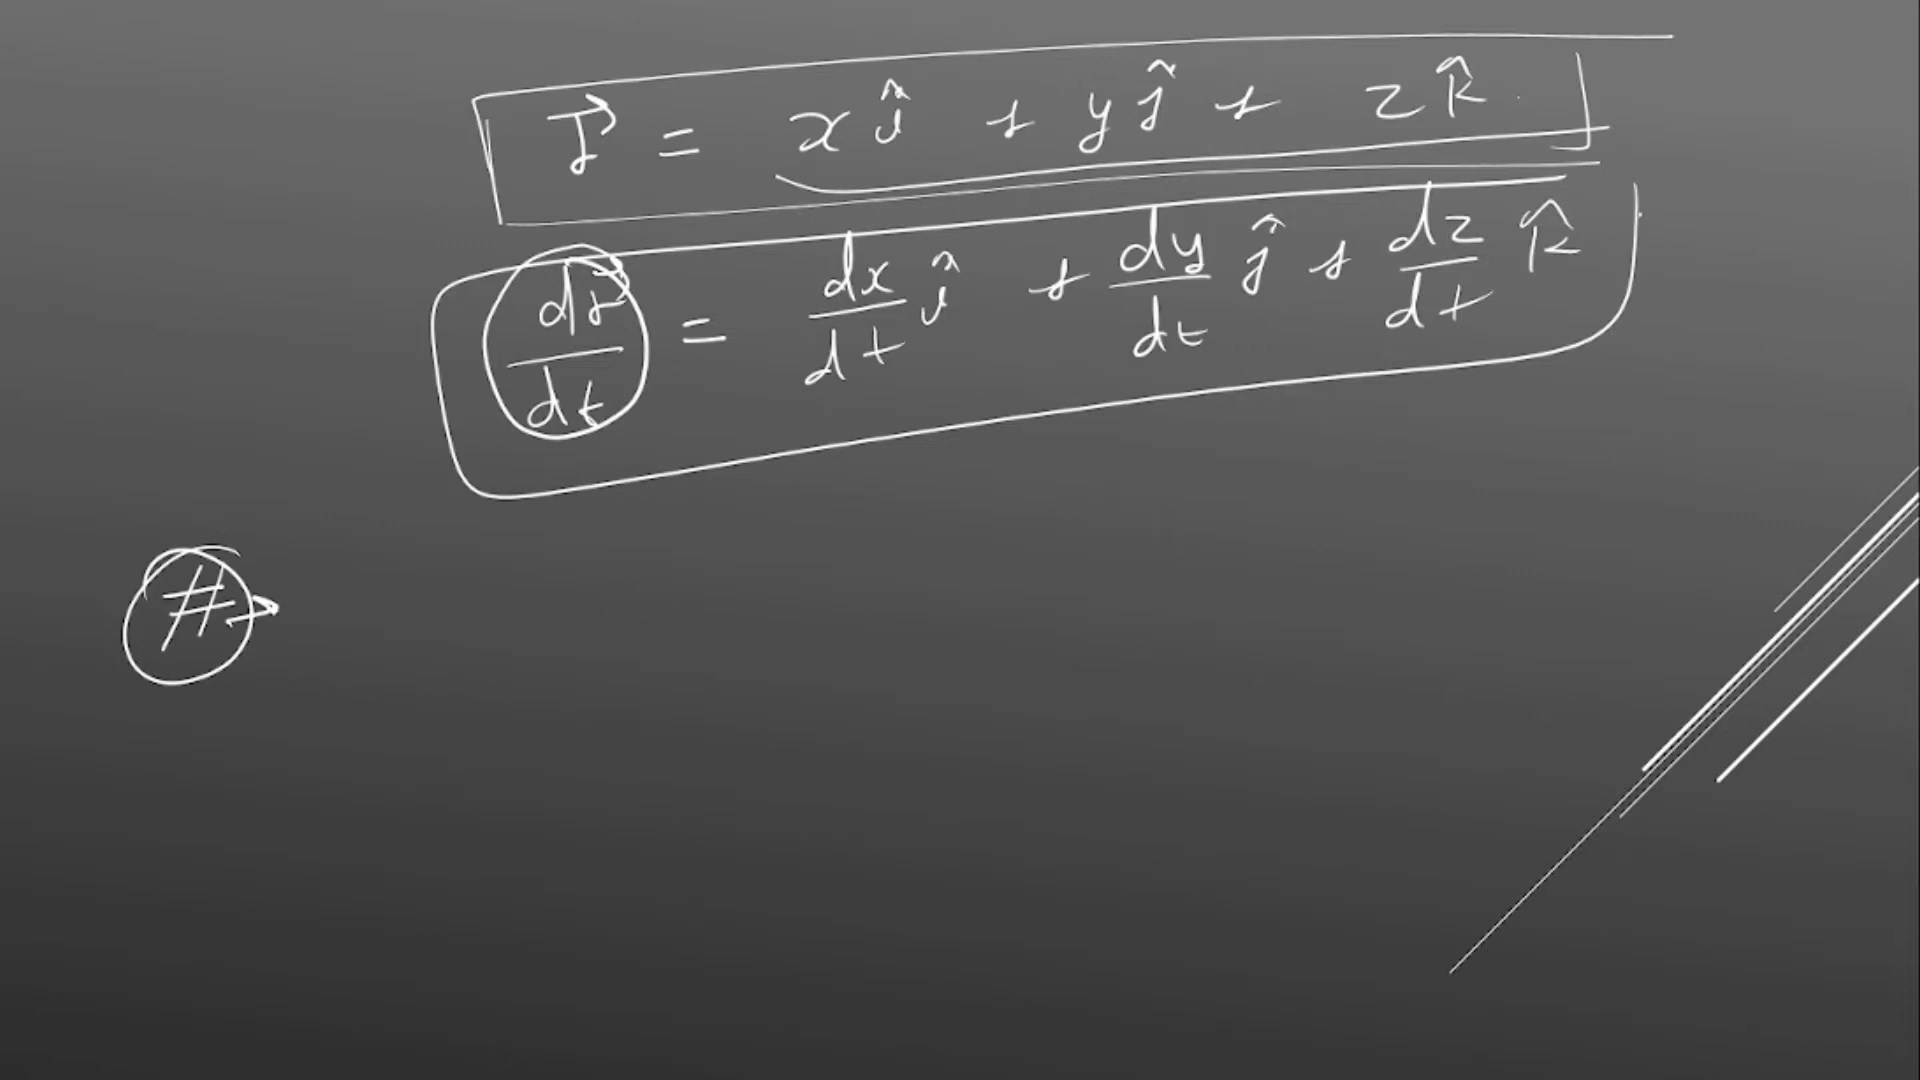 r⃗ = x î + y ĵ + z k̂
dr⃗/dt = dx/dt î + dy/dt ĵ + dz/dt k̂
#→